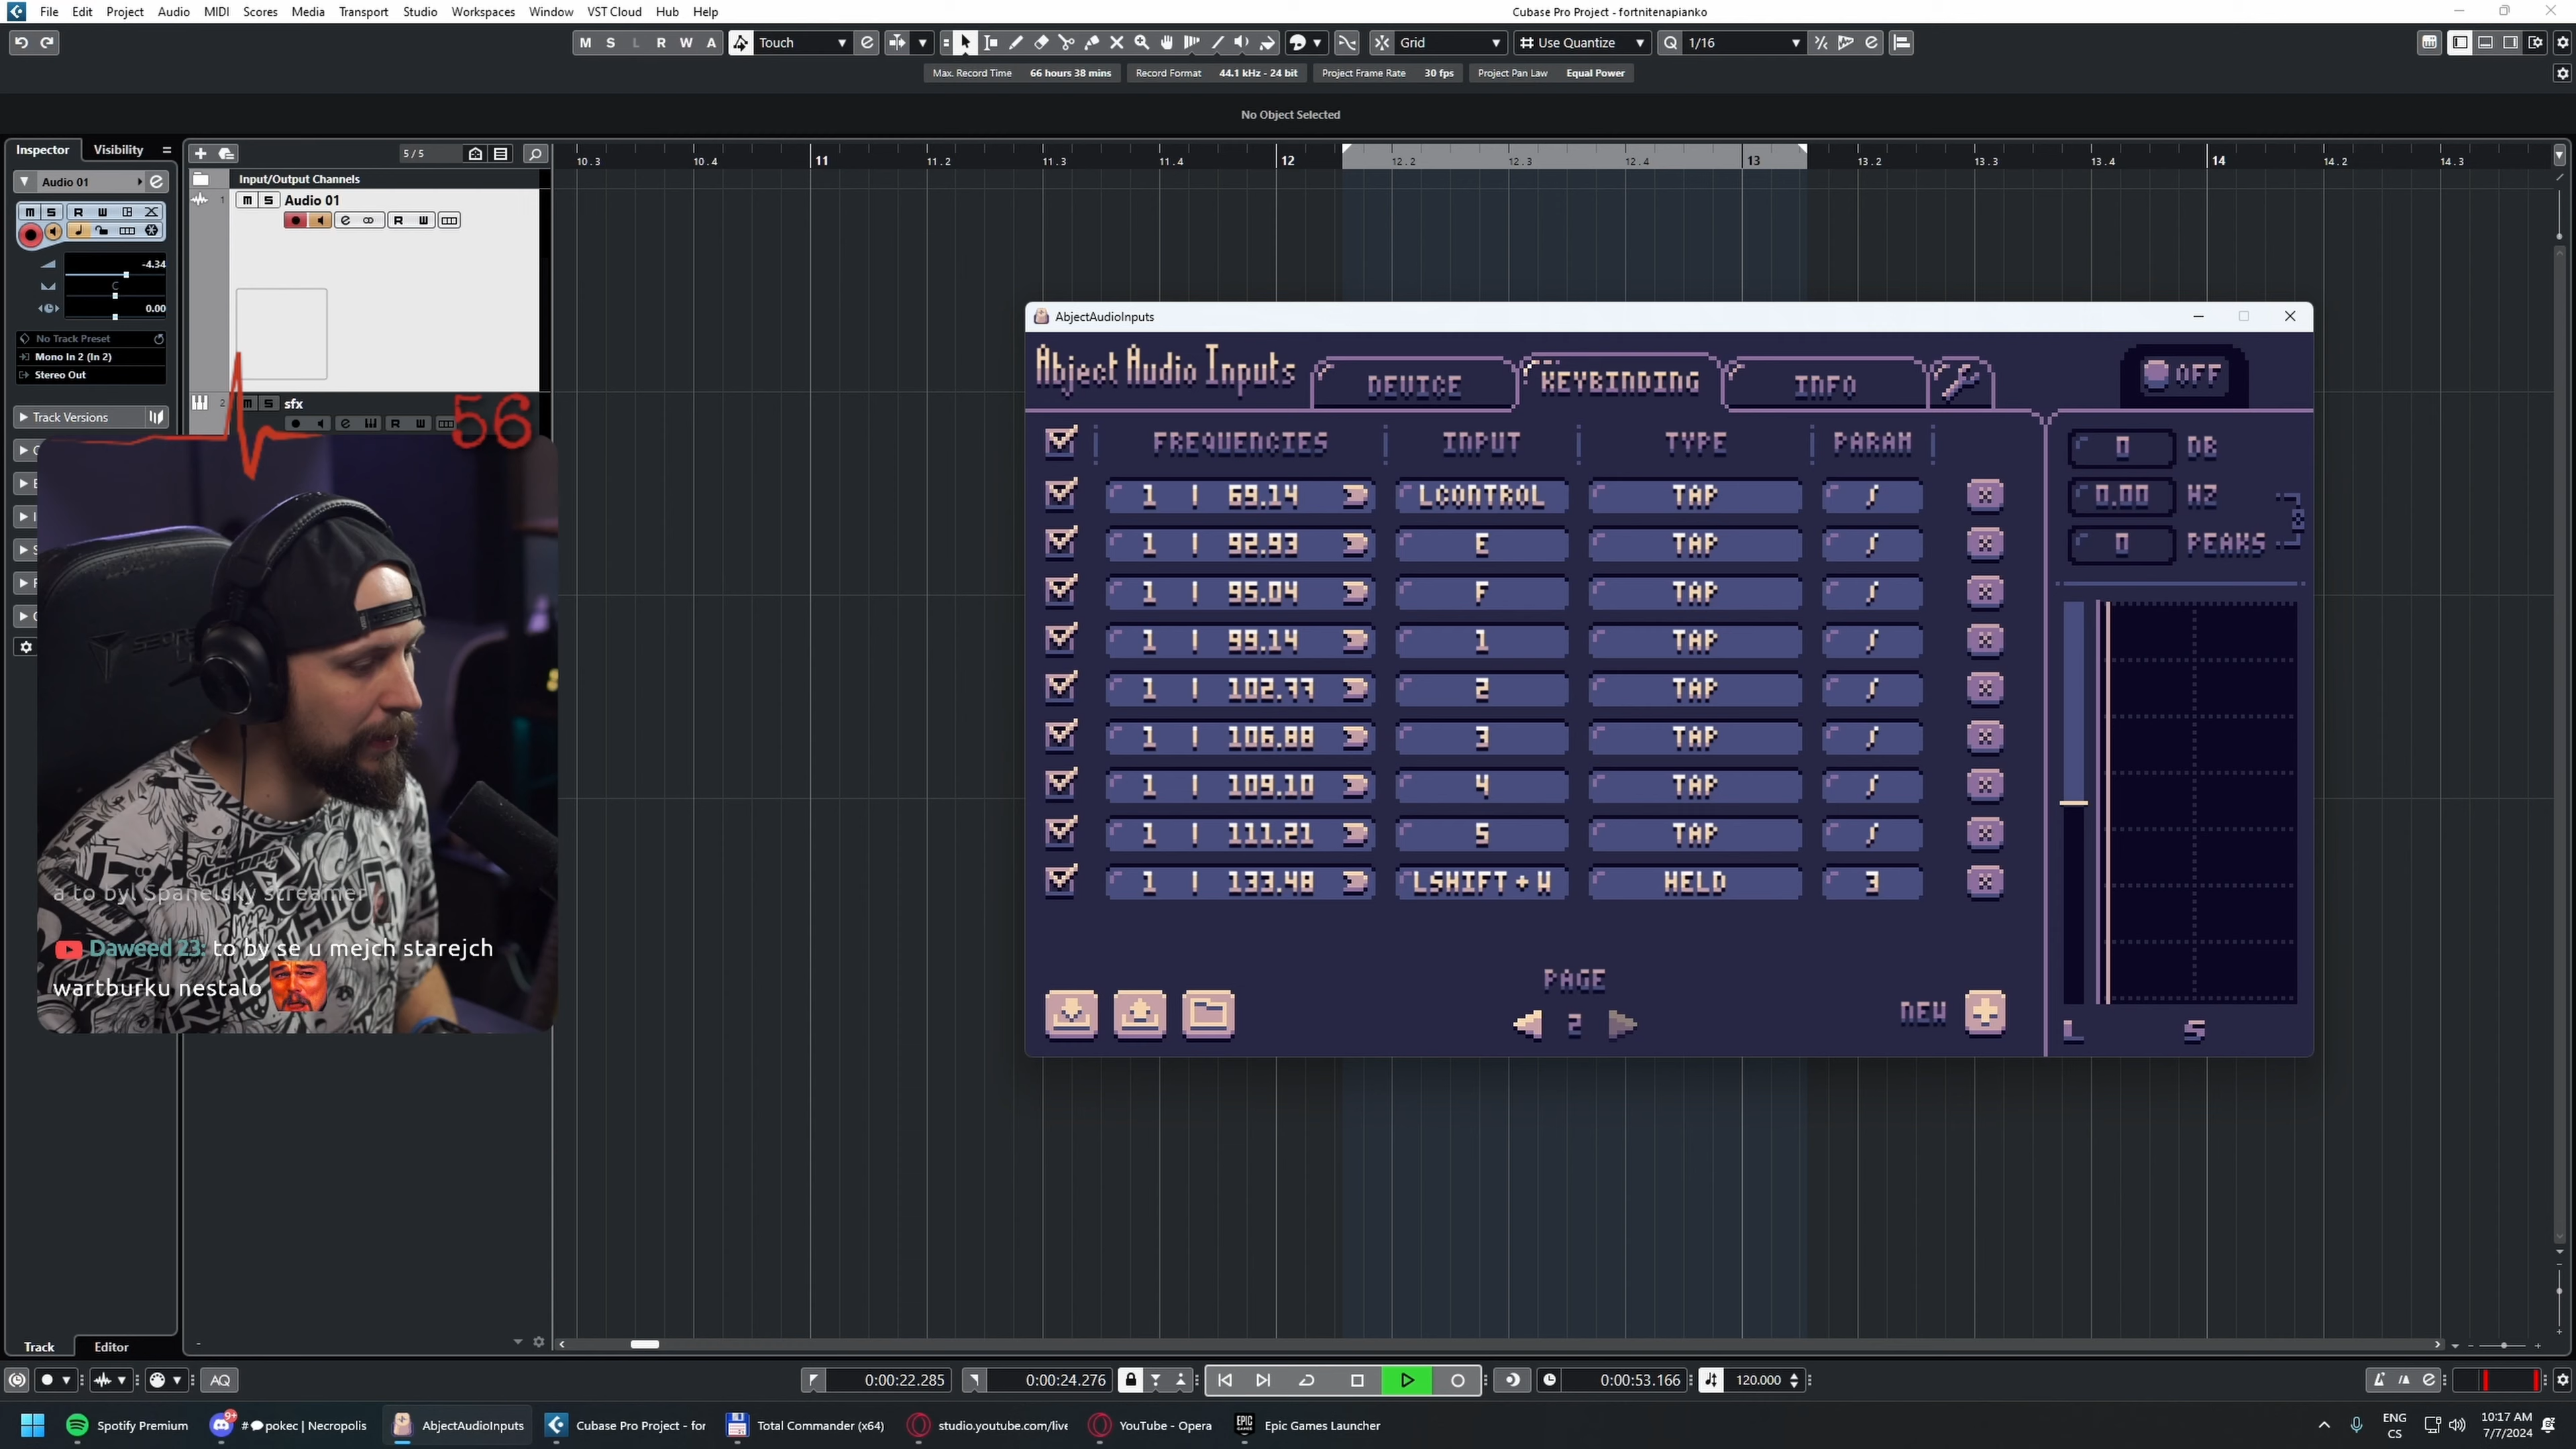 File Edit Project Audio MIDI Scores Media Transport Studio Workspaces Window VST Cloud Hub Help
Cubase Pro Project - fortnitenapianko
M S L R W A Touch Grid Use Quantize Q 1/16
Max. Record Time 66 hours 38 mins Record Format 44.1 kHz - 24 bit Project Frame Rate 30 fps Project Pan Law Equal Power
No Object Selected
Inspector Visibility
5 / 5
10.3 10.4 11 11.2 11.3 11.4 12 12.2 12.3 12.4 13 13.2 13.3 13.4 14 14.2 14.3
Input/Output Channels
Audio 01
1 M S Audio 01
M S R W
R W
-4.34
C
0.00
No Track Preset
Mono In 2 (In 2)
Stereo Out
Track Versions
2 M S sfx
R W
56
AbjectAudioInputs
Abject Audio Inputs DEVICE KEYBINDING INFO OFF
FREQUENCIES INPUT TYPE PARAM
1 | 69.14 LCONTROL TAP /
1 | 92.93 E TAP /
1 | 95.04 F TAP /
1 | 99.14 1 TAP /
1 | 102.77 2 TAP /
1 | 106.88 3 TAP /
1 | 109.10 4 TAP /
1 | 111.21 5 TAP /
1 | 133.48 LSHIFT + W HELD 3
PAGE
2
NEW
0 DB
0.00 HZ
0 PEAKS
L S
a to byl Spanelský streamer
Daweed 23: to by se u mejch starejch
wartburku nestalo
Track Editor
AQ 0:00:22.285 0:00:24.276 0:00:53.166 120.000
Spotify Premium 9+ # pokec | Necropolis AbjectAudioInputs Cubase Pro Project - for Total Commander (x64) studio.youtube.com/live YouTube - Opera EPIC GAMES Epic Games Launcher
ENG
CS
10:17 AM
7/7/2024